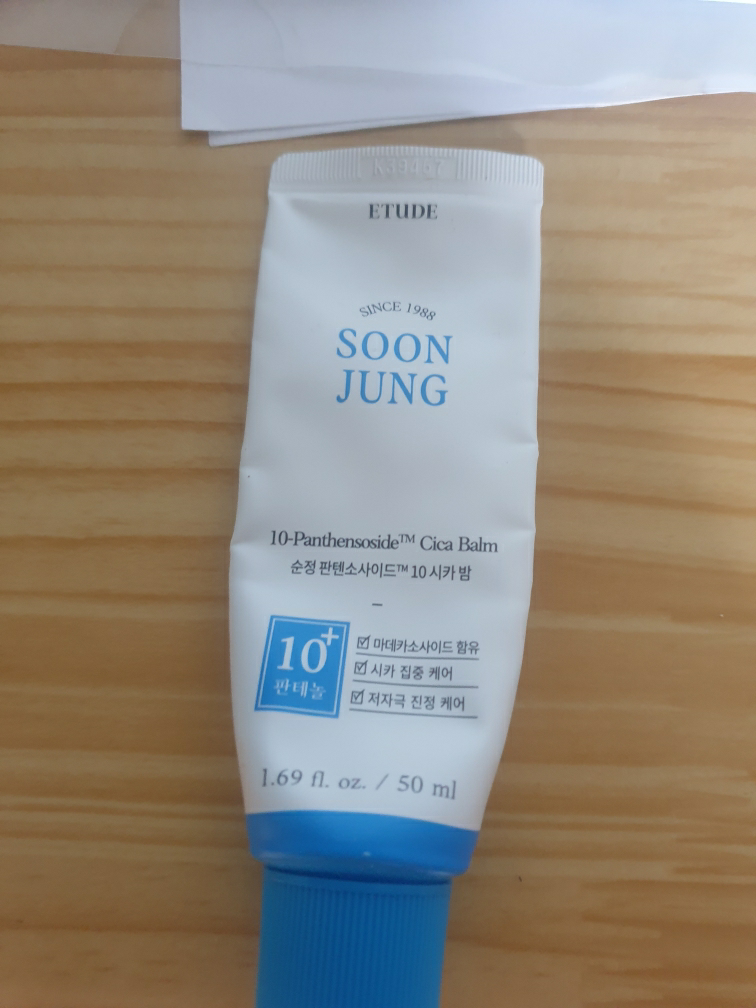 ETUDE
SINCE 1988
SOON
JUNG
10-Panthensoside™ Cica Balm
순정 판텐소사이드™ 10 시카 밤
10+
판테놀
마데카소사이드 함유
시카 집중 케어
저자극 진정 케어
1.69 fl. oz. / 50 ml